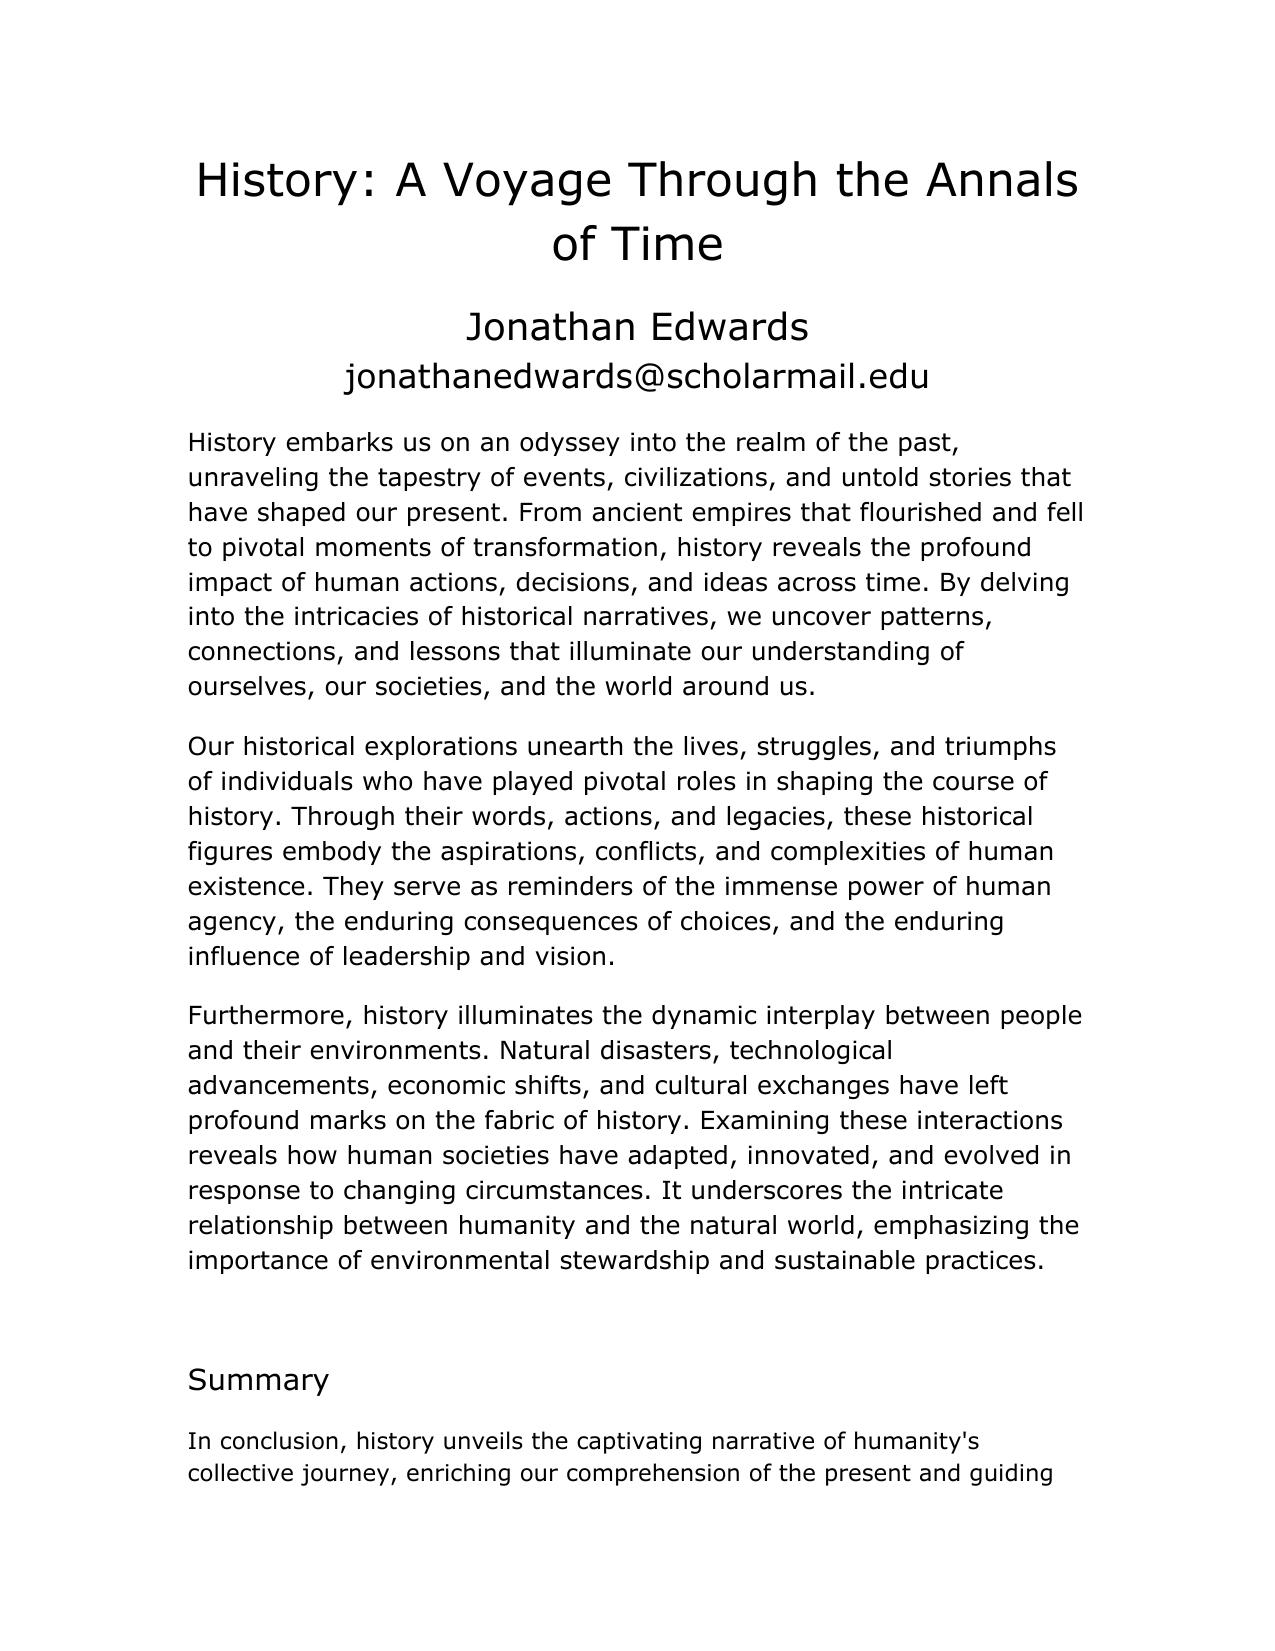 History: A Voyage Through the Annals
of Time
Jonathan Edwards
jonathanedwards@scholarmail.edu
History embarks us on an odyssey into the realm of the past,
unraveling the tapestry of events, civilizations, and untold stories that
have shaped our present. From ancient empires that flourished and fell
to pivotal moments of transformation, history reveals the profound
impact of human actions, decisions, and ideas across time. By delving
into the intricacies of historical narratives, we uncover patterns,
connections, and lessons that illuminate our understanding of
ourselves, our societies, and the world around us.
Our historical explorations unearth the lives, struggles, and triumphs
of individuals who have played pivotal roles in shaping the course of
history. Through their words, actions, and legacies, these historical
figures embody the aspirations, conflicts, and complexities of human
existence. They serve as reminders of the immense power of human
agency, the enduring consequences of choices, and the enduring
influence of leadership and vision.
Furthermore, history illuminates the dynamic interplay between people
and their environments. Natural disasters, technological
advancements, economic shifts, and cultural exchanges have left
profound marks on the fabric of history. Examining these interactions
reveals how human societies have adapted, innovated, and evolved in
response to changing circumstances. It underscores the intricate
relationship between humanity and the natural world, emphasizing the
importance of environmental stewardship and sustainable practices.
Summary
In conclusion, history unveils the captivating narrative of humanity's
collective journey, enriching our comprehension of the present and guiding